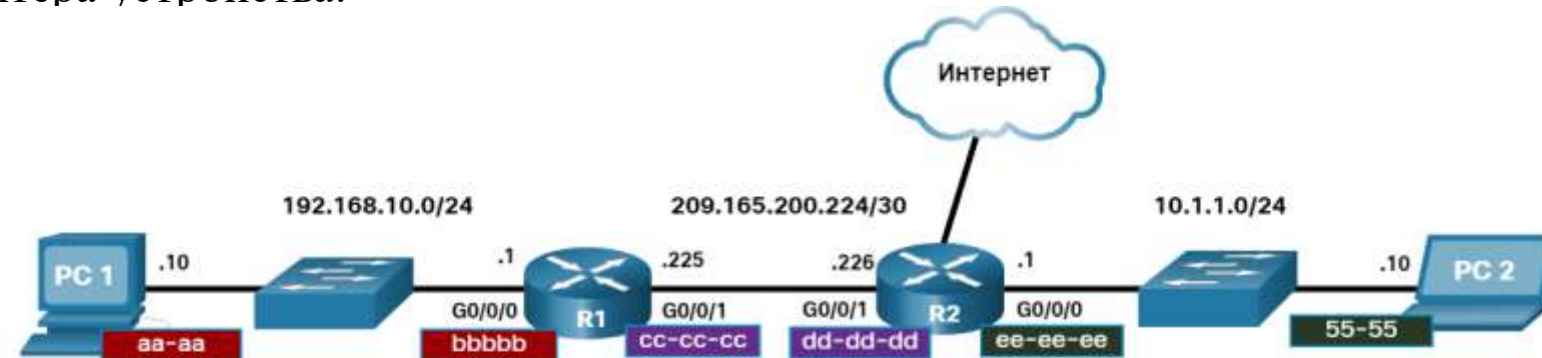 Интернет
192.168.10.0/24
209.165.200.224/30
10.1.1.0/24
PC 1
.10
.1
.225
.226
.1
.10
PC 2
G0/0/0
R1
G0/0/1
G0/0/1
R2
G0/0/0
aa-aa
bbbbb
cc-cc-cc
dd-dd-dd
ee-ee-ee
55-55